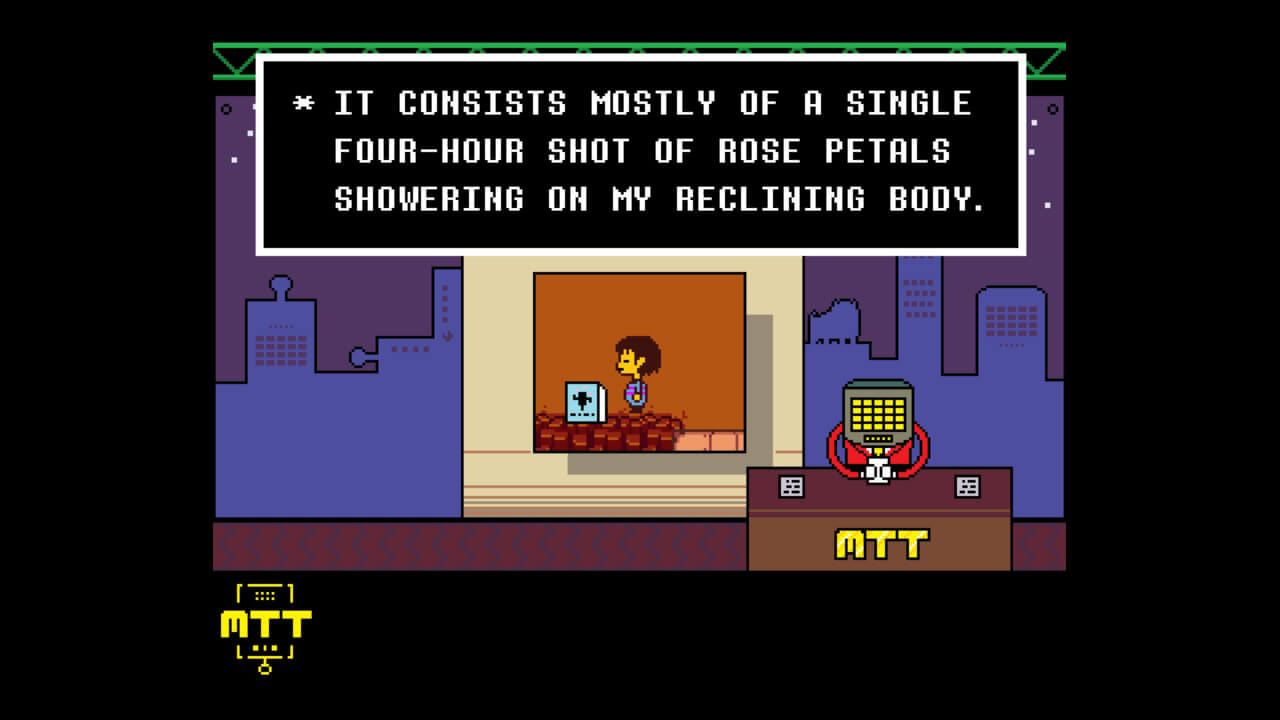 * IT CONSISTS MOSTLY OF A SINGLE
FOUR-HOUR SHOT OF ROSE PETALS
SHOWERING ON MY RECLINING BODY.
MTT
MTT